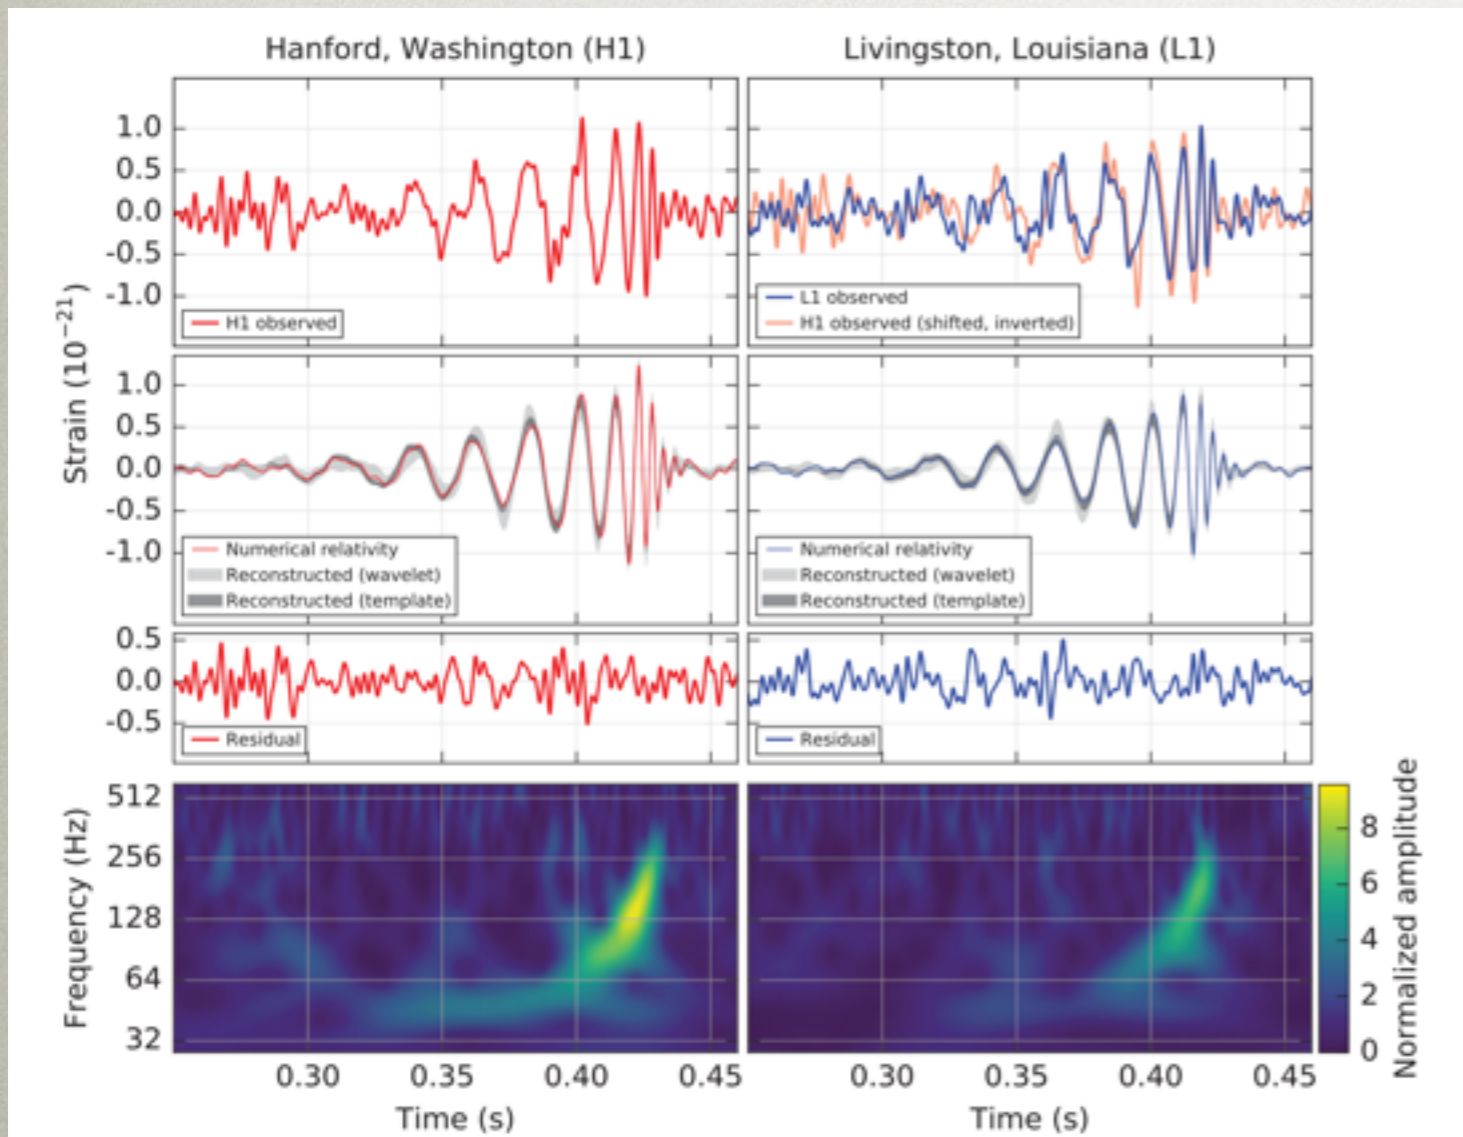 Hanford, Washington (H1)
Livingston, Louisiana (L1)
Strain (10⁻²¹)
1.0
0.5
0.0
-0.5
-1.0
H1 observed
L1 observed
H1 observed (shifted, inverted)
1.0
0.5
0.0
-0.5
-1.0
Numerical relativity
Reconstructed (wavelet)
Reconstructed (template)
Numerical relativity
Reconstructed (wavelet)
Reconstructed (template)
0.5
0.0
-0.5
Residual
Residual
Frequency (Hz)
512
256
128
64
32
Normalized amplitude
8
6
4
2
0
0.30 0.35 0.40 0.45
0.30 0.35 0.40 0.45
Time (s)
Time (s)